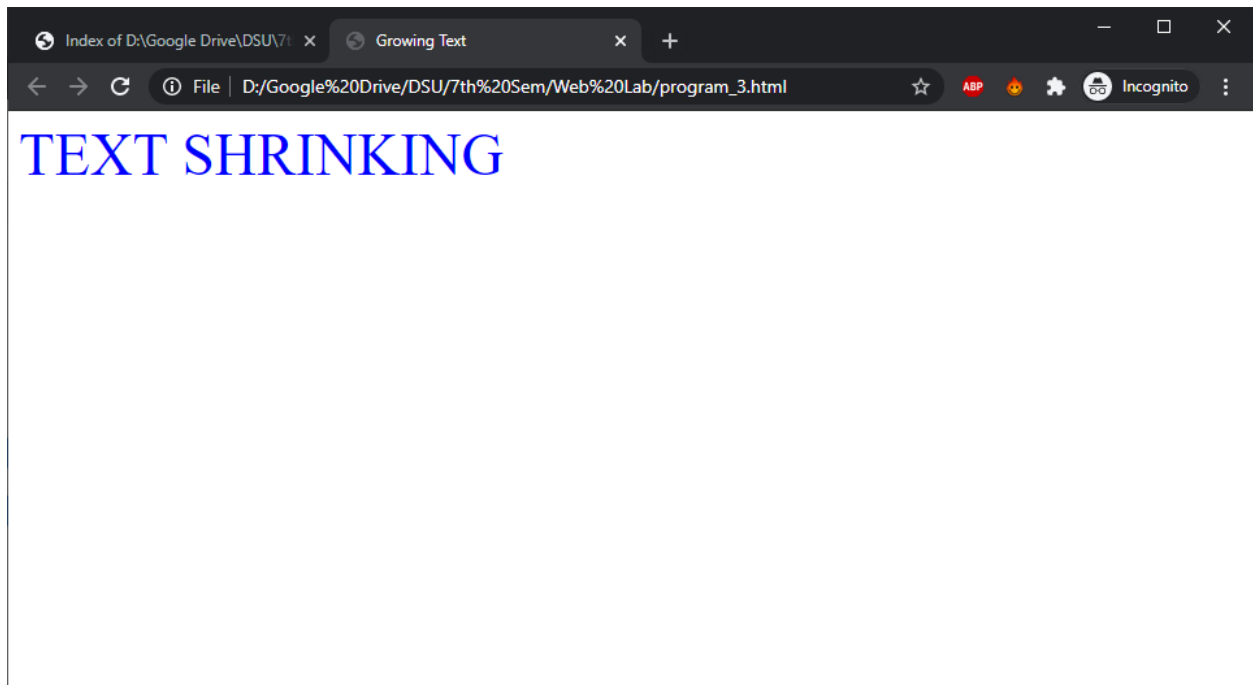 Index of D:\Google Drive\DSU\7t
Growing Text
File D:/Google%20Drive/DSU/7th%20Sem/Web%20Lab/program_3.html
ABP
Incognito
TEXT SHRINKING